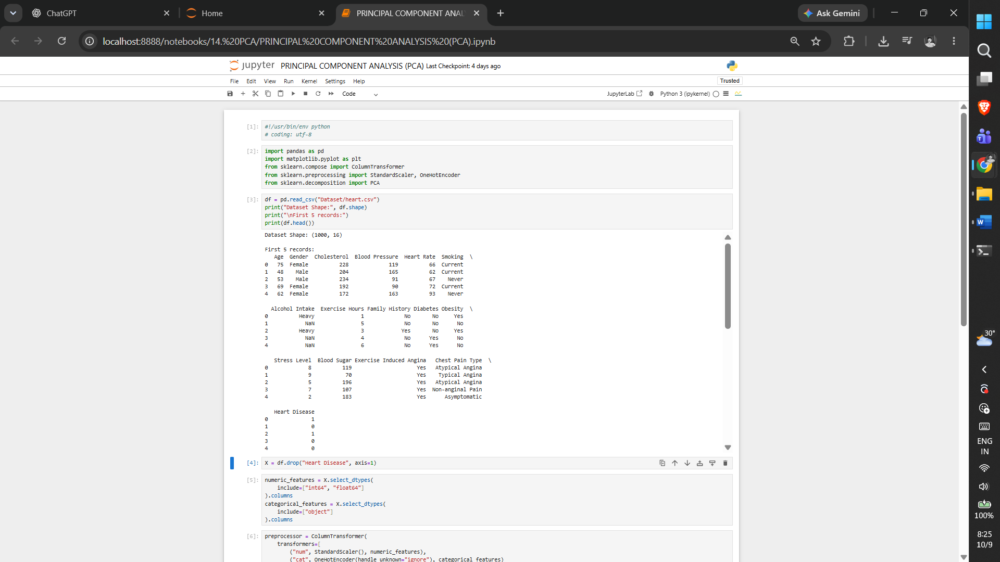 ChatGPT
Home
PRINCIPAL COMPONENT ANAL
Ask Gemini
localhost:8888/notebooks/14.%20PCA/PRINCIPAL%20COMPONENT%20ANALYSIS%20(PCA).ipynb
jupyter PRINCIPAL COMPONENT ANALYSIS (PCA) Last Checkpoint: 4 days ago
File Edit View Run Kernel Settings Help
Trusted
Code
JupyterLab
Python 3 (ipykernel)
[1]:
#!/usr/bin/env python
# coding: utf-8
[2]:
import pandas as pd
import matplotlib.pyplot as plt
from sklearn.compose import ColumnTransformer
from sklearn.preprocessing import StandardScaler, OneHotEncoder
from sklearn.decomposition import PCA
[3]:
df = pd.read_csv("Dataset/heart.csv")
print("Dataset Shape:", df.shape)
print("\nFirst 5 records:")
print(df.head())
Dataset Shape: (1000, 16)
First 5 records:
Age Gender Cholesterol Blood Pressure Heart Rate Smoking \
0 75 Female 228 119 66 Current
1 48 Male 204 165 62 Current
2 53 Male 234 91 67 Never
3 69 Female 192 90 72 Current
4 62 Female 172 163 93 Never
Alcohol Intake Exercise Hours Family History Diabetes Obesity \
0 Heavy 1 No No Yes
1 NaN 5 No No No
2 Heavy 3 Yes No Yes
3 NaN 4 No Yes No
4 NaN 6 No Yes No
Stress Level Blood Sugar Exercise Induced Angina Chest Pain Type \
0 8 119 Yes Atypical Angina
1 9 70 Yes Typical Angina
2 5 196 Yes Atypical Angina
3 7 107 Yes Non-anginal Pain
4 2 183 Yes Asymptomatic
Heart Disease
0 1
1 0
2 1
3 0
4 0
[4]:
X = df.drop("Heart Disease", axis=1)
[5]:
numeric_features = X.select_dtypes(
include=["int64", "float64"]
).columns
categorical_features = X.select_dtypes(
include=["object"]
).columns
[6]:
preprocessor = ColumnTransformer(
transformers=[
("num", StandardScaler(), numeric_features),
("cat", OneHotEncoder(handle_unknown="ignore"), categorical_features)
30°
ENG
IN
100%
8:25
10/9